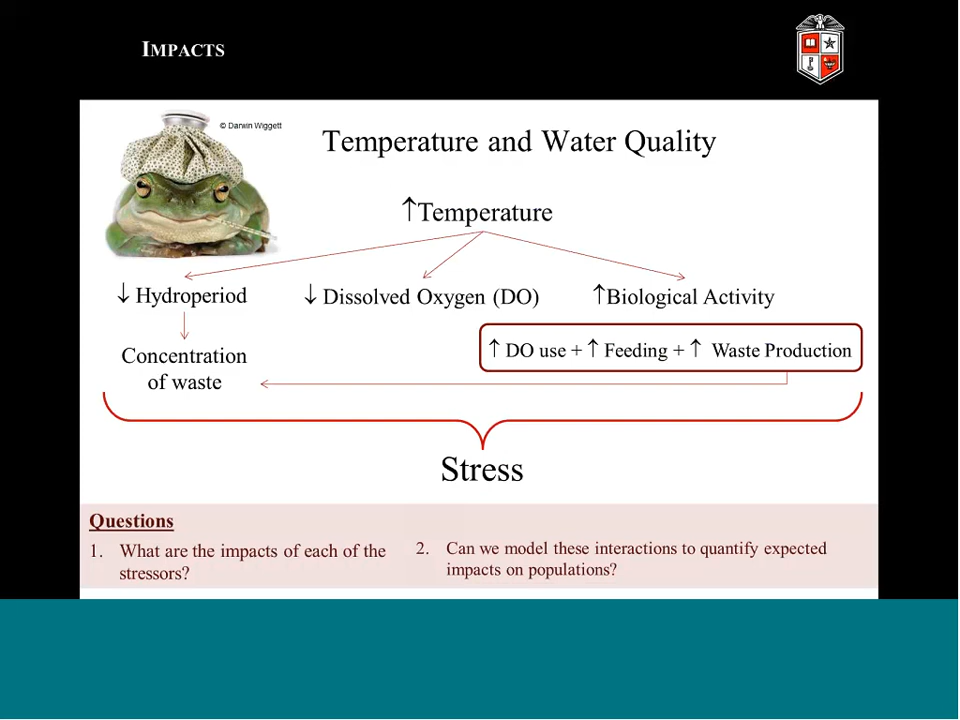 IMPACTS
© Darwin Wiggett
Temperature and Water Quality
↑Temperature
↓ Hydroperiod
↓ Dissolved Oxygen (DO)
↑Biological Activity
↑ DO use + ↑ Feeding + ↑ Waste Production
Concentration
of waste
Stress
Questions
1. What are the impacts of each of the
stressors?
2. Can we model these interactions to quantify expected
impacts on populations?